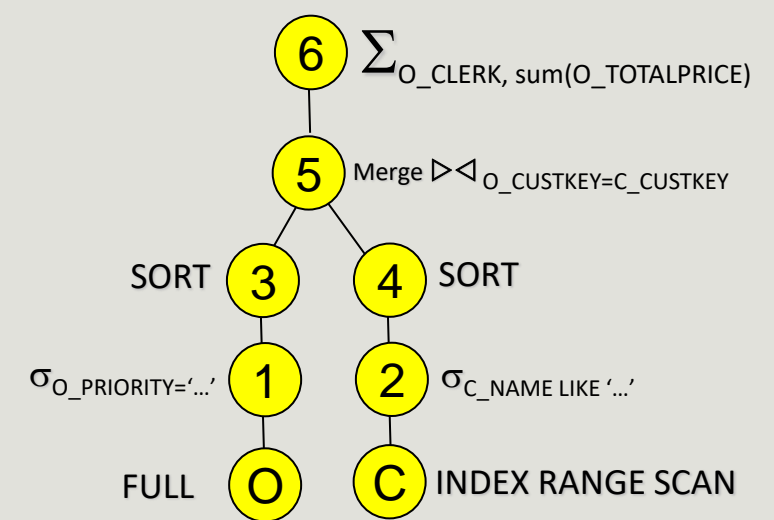 6 ΣO_CLERK, sum(O_TOTALPRICE)
5 Merge ▷◁ O_CUSTKEY=C_CUSTKEY
SORT 3 4 SORT
σO_PRIORITY=‘...’ 1 2 σC_NAME LIKE ‘...’
FULL O C INDEX RANGE SCAN